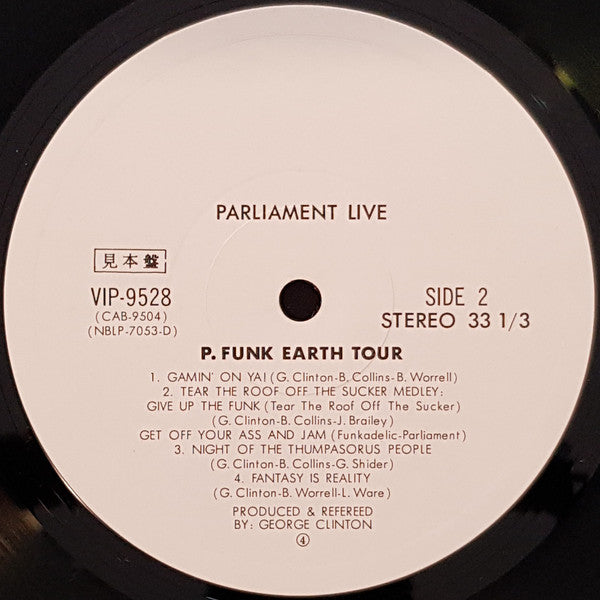 PARLIAMENT LIVE
見本盤
VIP-9528
(CAB-9504)
(NBLP-7053-D)
SIDE 2
STEREO 33 1/3
P. FUNK EARTH TOUR
1. GAMIN' ON YA! (G. Clinton-B. Collins-B. Worrell)
2. TEAR THE ROOF OFF THE SUCKER MEDLEY:
GIVE UP THE FUNK (Tear The Roof Off The Sucker)
(G. Clinton-B. Collins-J. Brailey)
GET OFF YOUR ASS AND JAM (Funkadelic-Parliament)
3. NIGHT OF THE THUMPASORUS PEOPLE
(G. Clinton-B. Collins-G. Shider)
4. FANTASY IS REALITY
(G. Clinton-B. Worrell-L. Ware)
PRODUCED & REFEREED
BY: GEORGE CLINTON
④